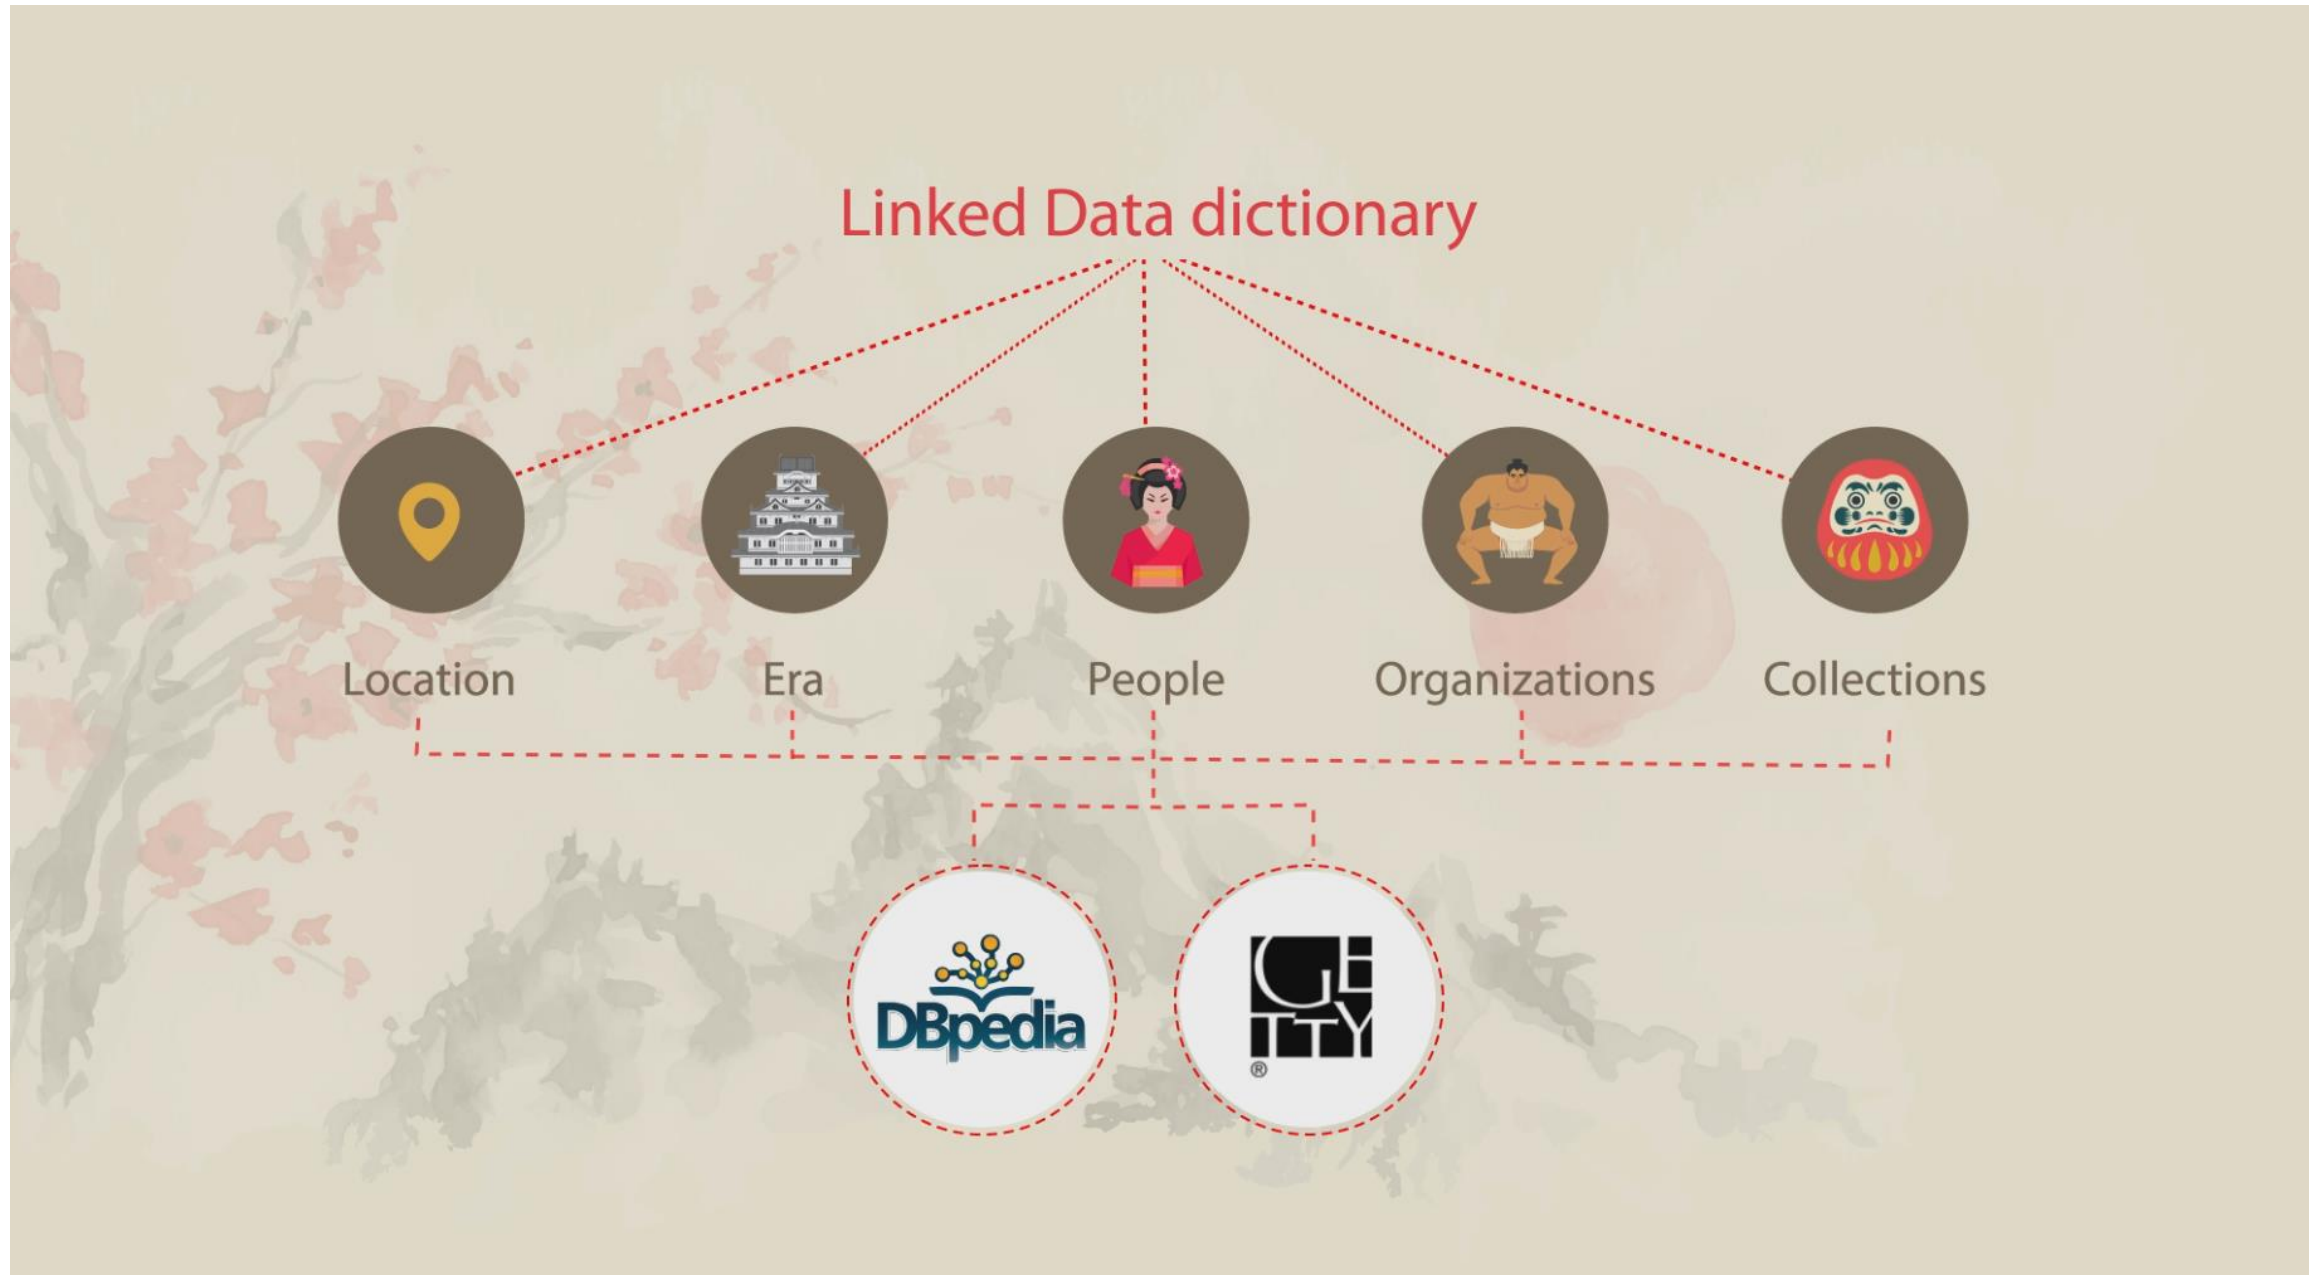 Linked Data dictionary
Location
Era
People
Organizations
Collections
DBpedia
GETTY
®